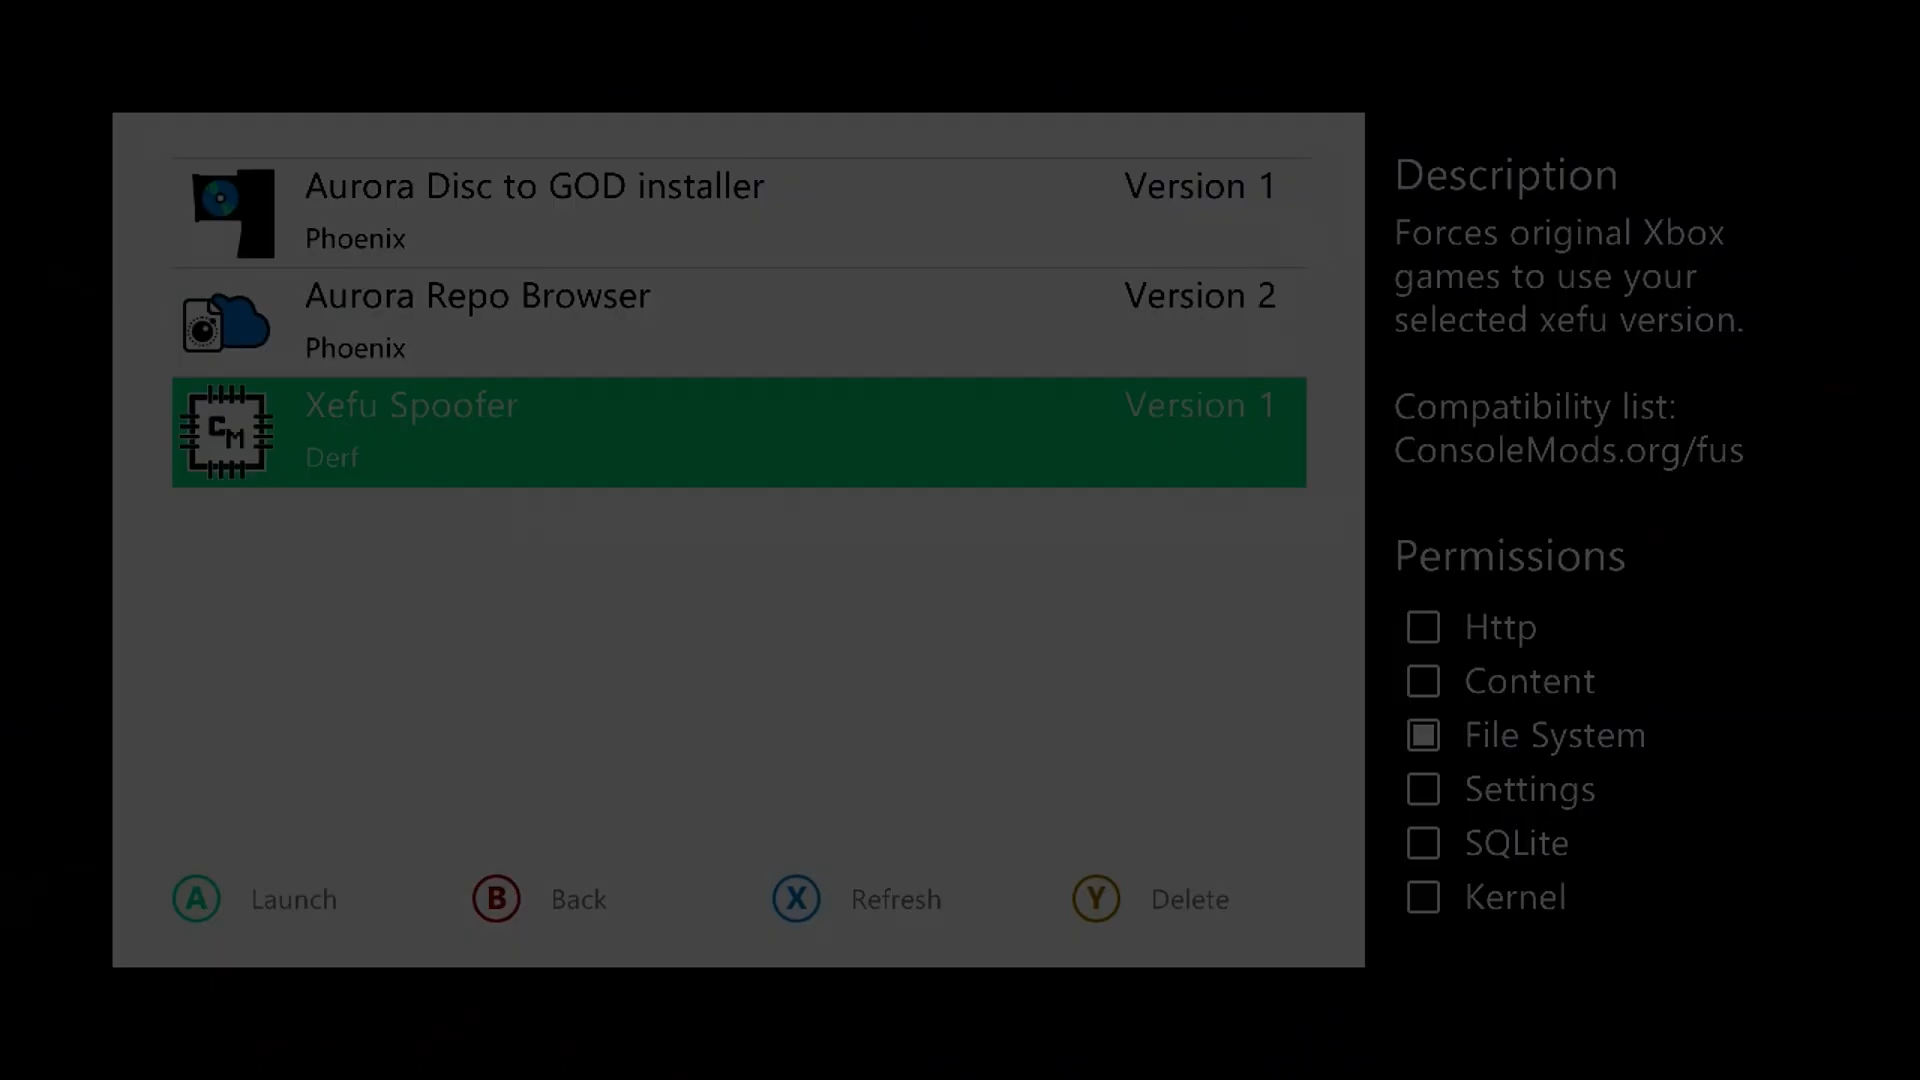 Aurora Disc to GOD installer Version 1
Phoenix
Aurora Repo Browser Version 2
Phoenix
CM
Xefu Spoofer Version 1
Derf
A Launch B Back X Refresh Y Delete
Description
Forces original Xbox
games to use your
selected xefu version.
Compatibility list:
ConsoleMods.org/fus
Permissions
Http
Content
File System
Settings
SQLite
Kernel